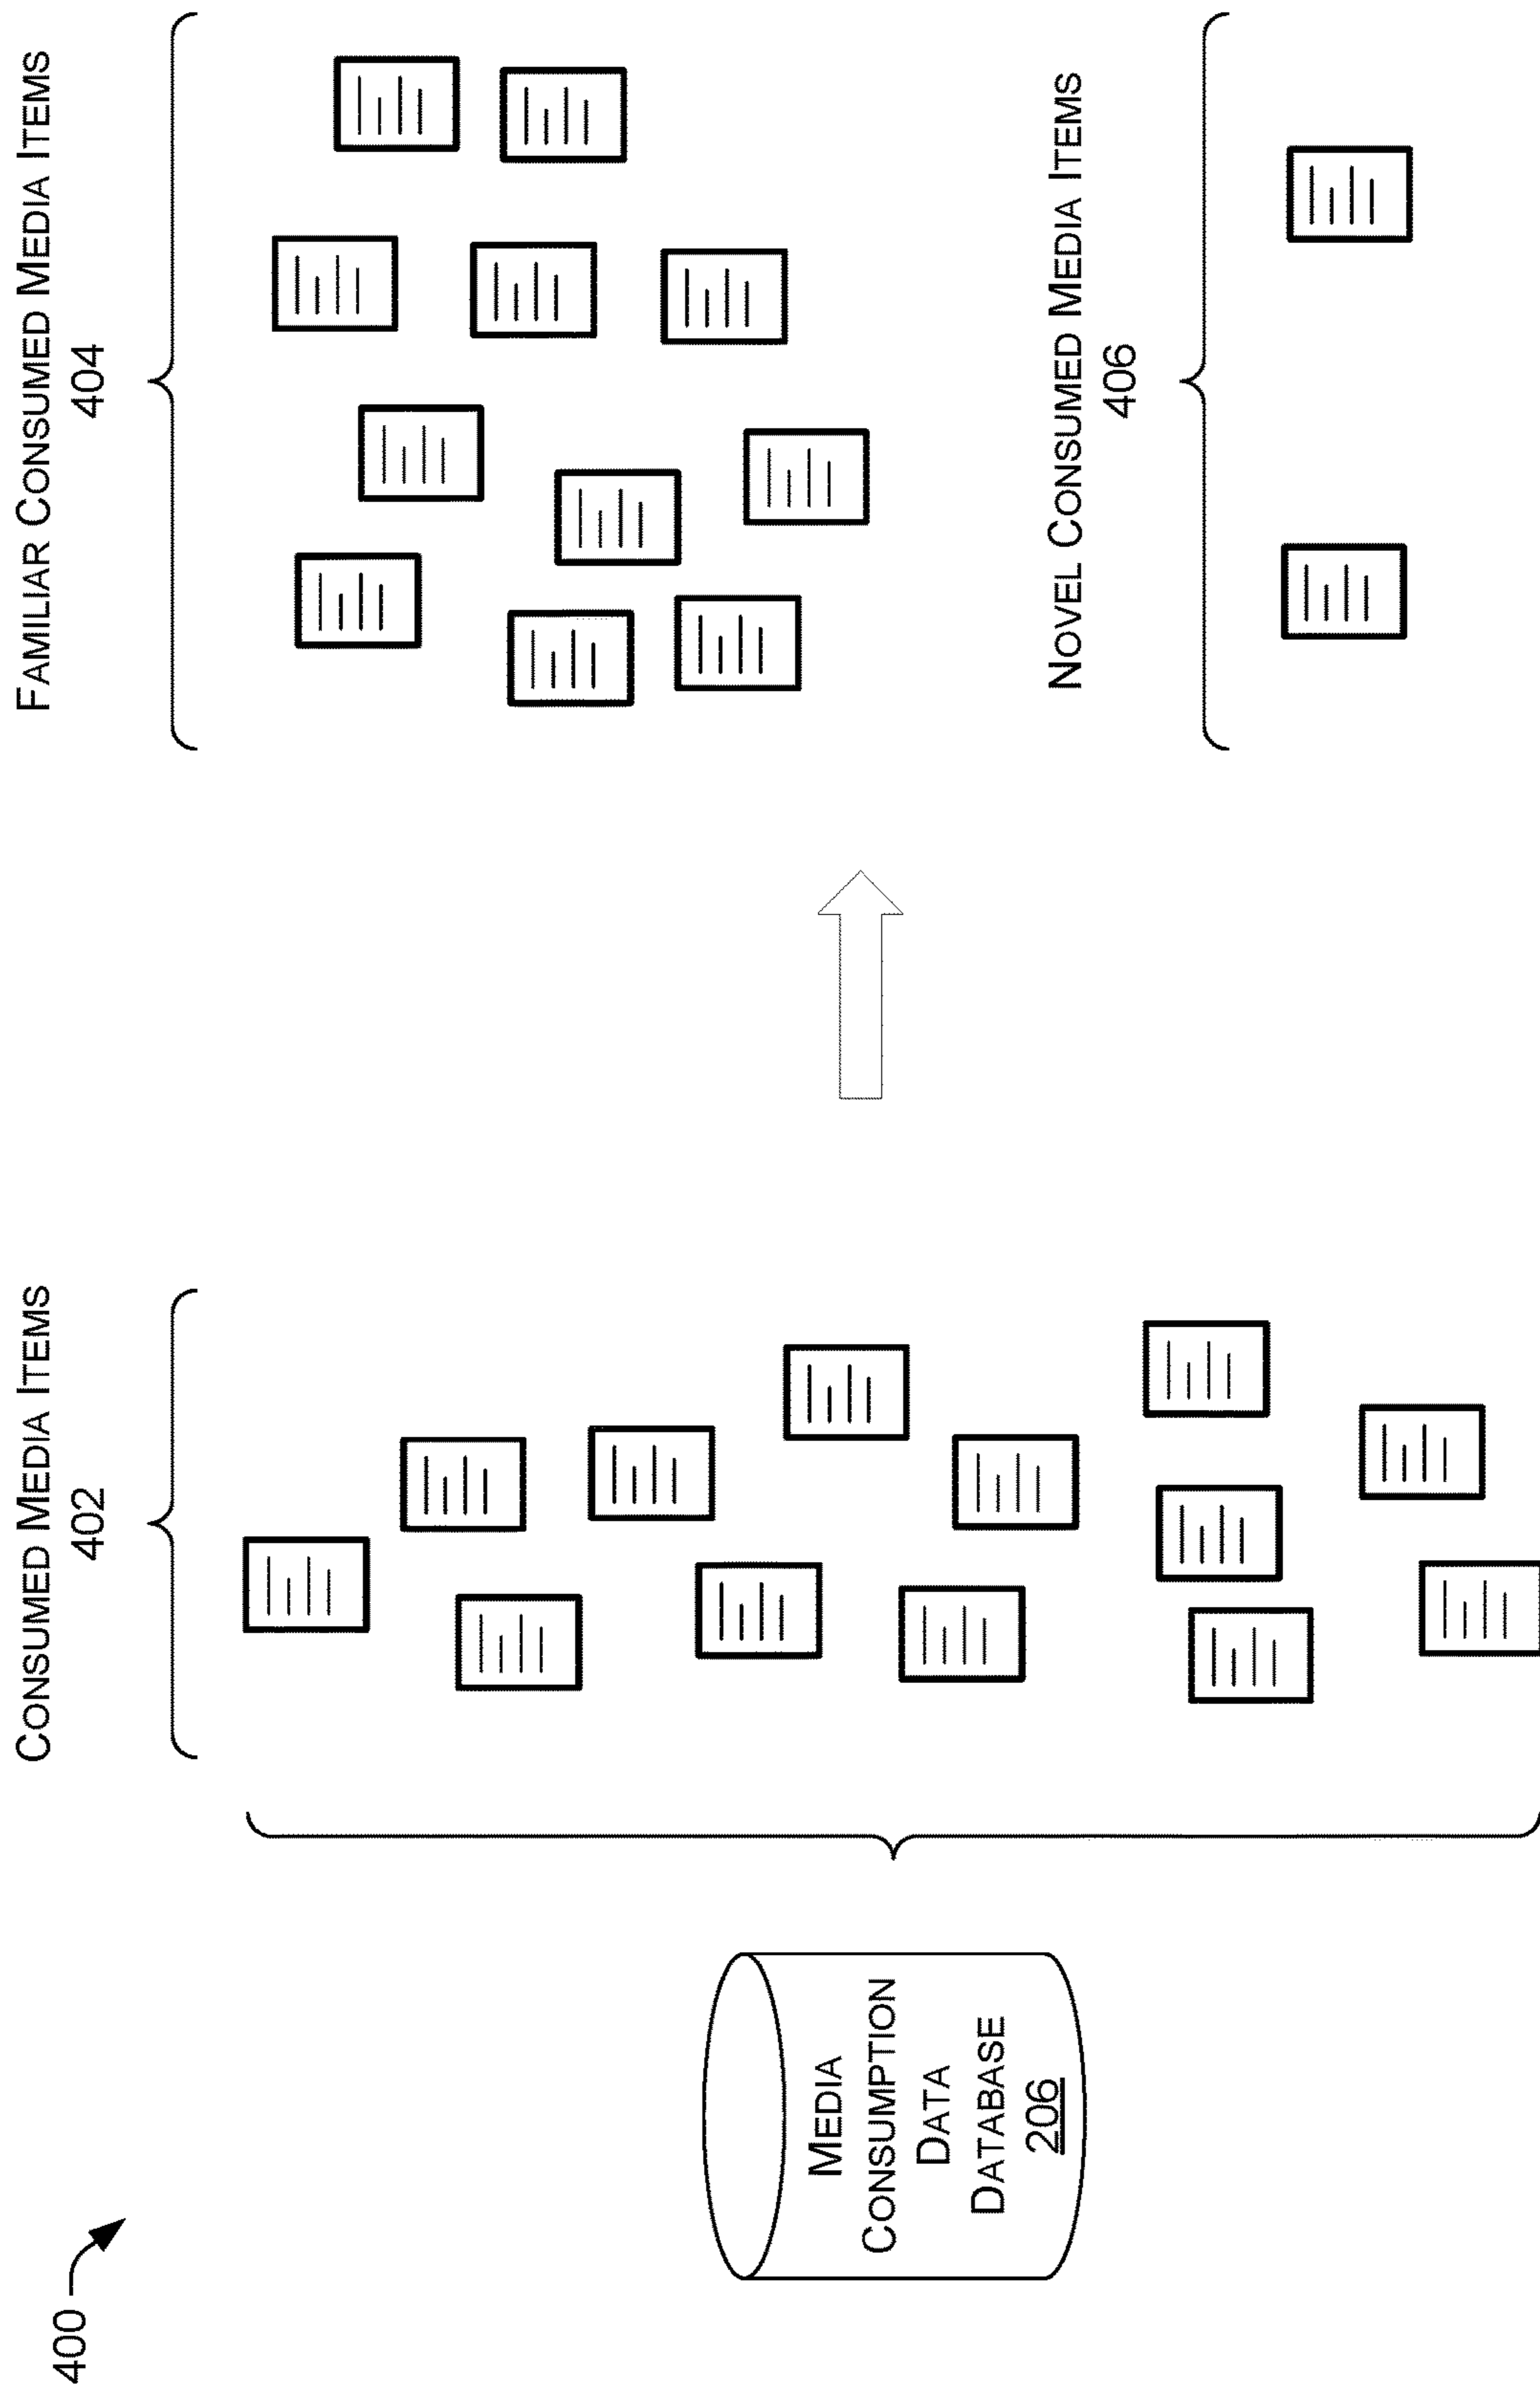 400
CONSUMED MEDIA ITEMS
402
FAMILIAR CONSUMED MEDIA ITEMS
404
MEDIA
CONSUMPTION
DATA
DATABASE
206
NOVEL CONSUMED MEDIA ITEMS
406